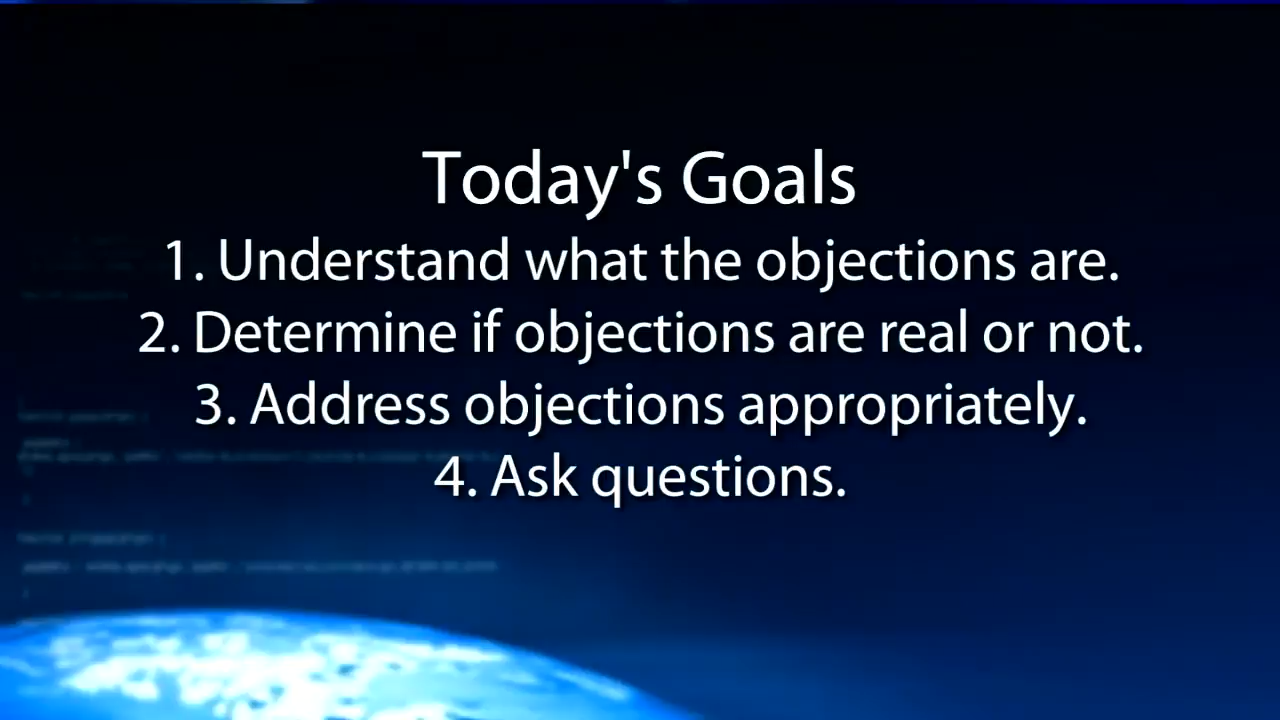 Today's Goals
1. Understand what the objections are.
2. Determine if objections are real or not.
3. Address objections appropriately.
4. Ask questions.